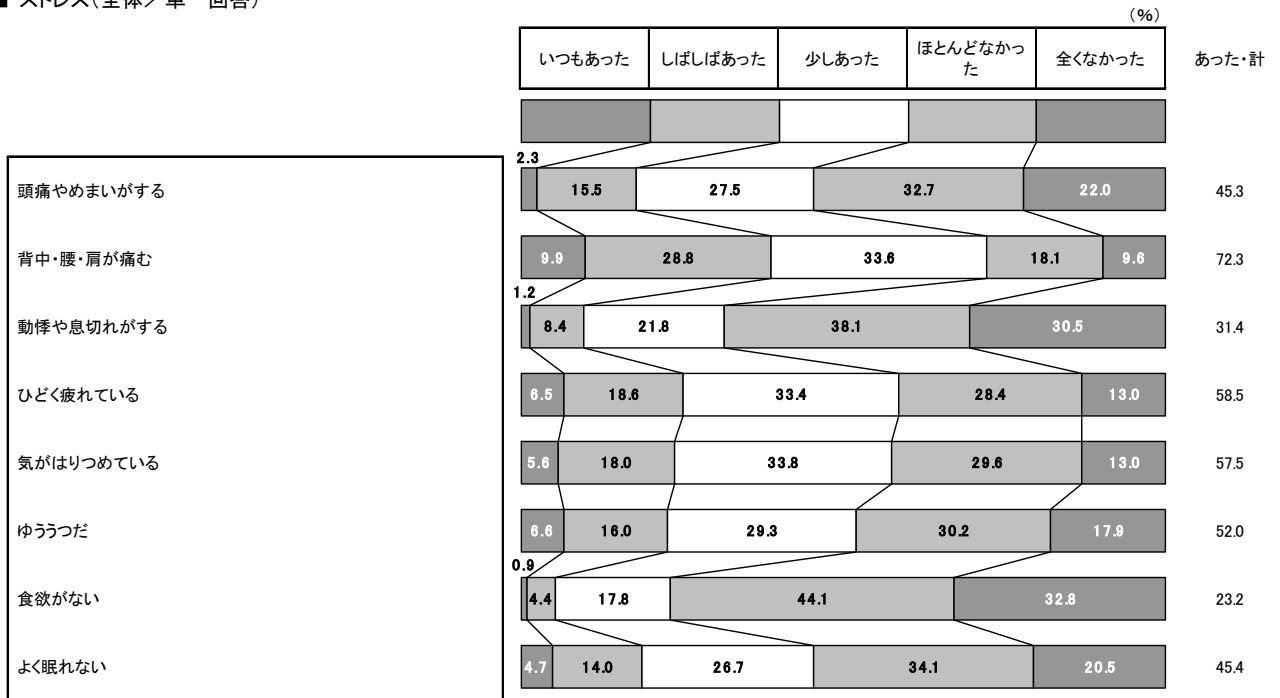 ■ ストレス（全体／単一回答）
（％）
いつもあった しばしばあった 少しあった ほとんどなかっ 全くなかった あった・計
た
頭痛やめまいがする 2.3 15.5 27.5 32.7 22.0 45.3
背中・腰・肩が痛む 9.9 28.8 33.6 18.1 9.6 72.3
動悸や息切れがする 1.2 8.4 21.8 38.1 30.5 31.4
ひどく疲れている 6.5 18.6 33.4 28.4 13.0 58.5
気がはりつめている 5.6 18.0 33.8 29.6 13.0 57.5
ゆううつだ 6.6 16.0 29.3 30.2 17.9 52.0
食欲がない 0.9 4.4 17.8 44.1 32.8 23.2
よく眠れない 4.7 14.0 26.7 34.1 20.5 45.4